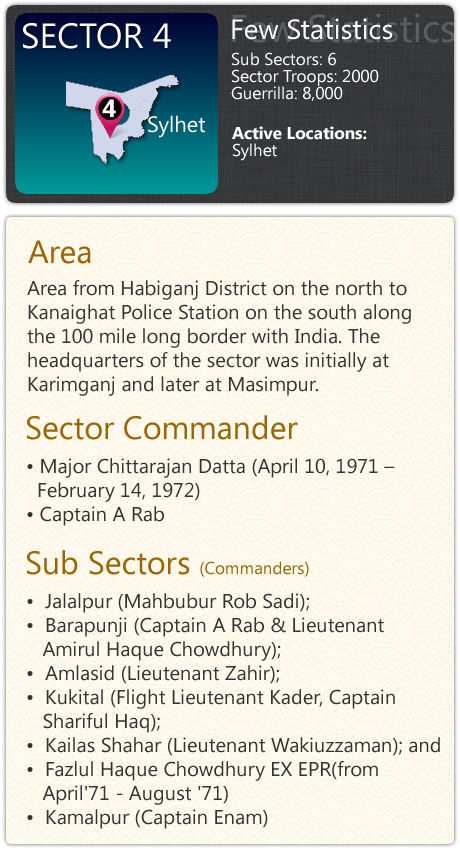 SECTOR 4
4
Sylhet
Few Statistics
Few Statistics
Sub Sectors: 6
Sector Troops: 2000
Guerrilla: 8,000
Active Locations:
Sylhet
Area
Area from Habiganj District on the north to
Kanaighat Police Station on the south along
the 100 mile long border with India. The
headquarters of the sector was initially at
Karimganj and later at Masimpur.
Sector Commander
• Major Chittarajan Datta (April 10, 1971 –
February 14, 1972)
• Captain A Rab
Sub Sectors (Commanders)
• Jalalpur (Mahbubur Rob Sadi);
• Barapunji (Captain A Rab & Lieutenant
Amirul Haque Chowdhury);
• Amlasid (Lieutenant Zahir);
• Kukital (Flight Lieutenant Kader, Captain
Shariful Haq);
• Kailas Shahar (Lieutenant Wakiuzzaman); and
• Fazlul Haque Chowdhury EX EPR(from
April'71 - August '71)
• Kamalpur (Captain Enam)